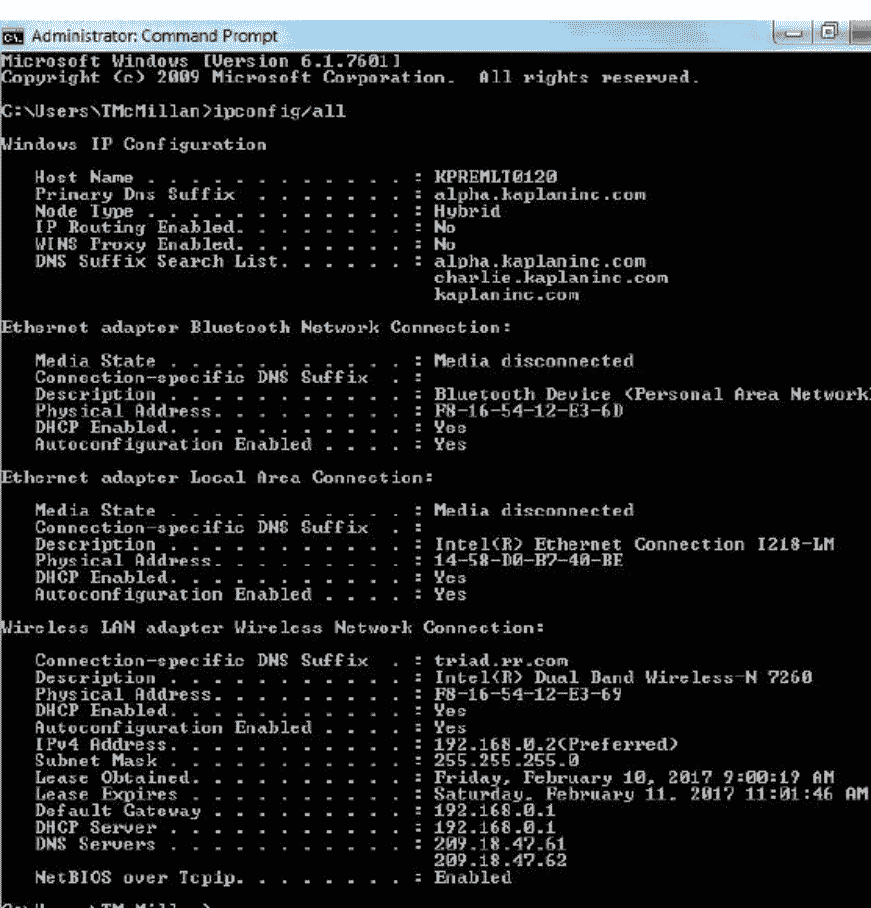 Administrator: Command Prompt
Microsoft Windows [Version 6.1.7601]
Copyright (c) 2009 Microsoft Corporation.  All rights reserved.
C:\Users\TMcMillan>ipconfig/all
Windows IP Configuration
Host Name . . . . . . . . . . . . : KPREMLT0120
Primary Dns Suffix  . . . . . . . : alpha.kaplaninc.com
Node Type . . . . . . . . . . . . : Hybrid
IP Routing Enabled. . . . . . . . : No
WINS Proxy Enabled. . . . . . . . : No
DNS Suffix Search List. . . . . . : alpha.kaplaninc.com
charlie.kaplaninc.com
kaplaninc.com
Ethernet adapter Bluetooth Network Connection:
Media State . . . . . . . . . . . : Media disconnected
Connection-specific DNS Suffix  . :
Description . . . . . . . . . . . : Bluetooth Device (Personal Area Network)
Physical Address. . . . . . . . . : F8-16-54-12-E3-6D
DHCP Enabled. . . . . . . . . . . : Yes
Autoconfiguration Enabled . . . . : Yes
Ethernet adapter Local Area Connection:
Media State . . . . . . . . . . . : Media disconnected
Connection-specific DNS Suffix  . :
Description . . . . . . . . . . . : Intel(R) Ethernet Connection I218-LM
Physical Address. . . . . . . . . : 14-58-D0-B7-40-BE
DHCP Enabled. . . . . . . . . . . : Yes
Autoconfiguration Enabled . . . . : Yes
Wireless LAN adapter Wireless Network Connection:
Connection-specific DNS Suffix  . : triad.rr.com
Description . . . . . . . . . . . : Intel(R) Dual Band Wireless-N 7260
Physical Address. . . . . . . . . : F8-16-54-12-E3-69
DHCP Enabled. . . . . . . . . . . : Yes
Autoconfiguration Enabled . . . . : Yes
IPv4 Address. . . . . . . . . . . : 192.168.0.2(Preferred)
Subnet Mask . . . . . . . . . . . : 255.255.255.0
Lease Obtained. . . . . . . . . . : Friday, February 10, 2017 9:00:19 AM
Lease Expires . . . . . . . . . . : Saturday, February 11, 2017 11:01:46 AM
Default Gateway . . . . . . . . . : 192.168.0.1
DHCP Server . . . . . . . . . . . : 192.168.0.1
DNS Servers . . . . . . . . . . . : 209.18.47.61
209.18.47.62
NetBIOS over Tcpip. . . . . . . . : Enabled